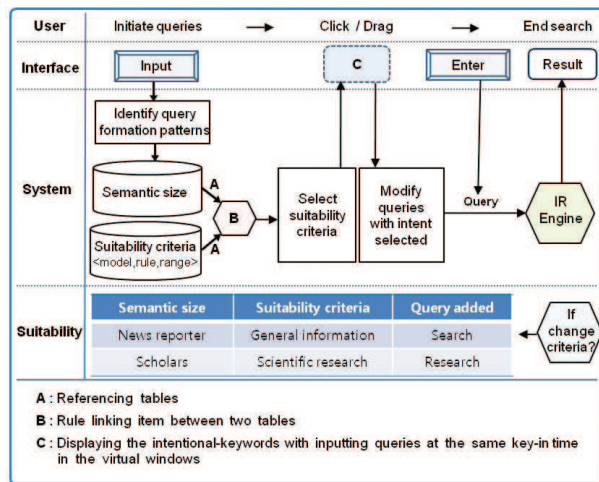 User Initiate queries Click / Drag End search
Interface Input C Enter Result
Identify query
formation patterns
System
Semantic size
A
B
Suitability criteria
<model,rule,range>
A
Select
suitability
criteria
Modify
queries
with intent
selected
Query
IR
Engine
Suitability
Semantic size Suitability criteria Query added
News reporter General information Search
Scholars Scientific research Research
If
change
criteria?
A : Referencing tables
B : Rule linking item between two tables
C : Displaying the intentional-keywords with inputting queries at the same key-in time
in the virtual windows